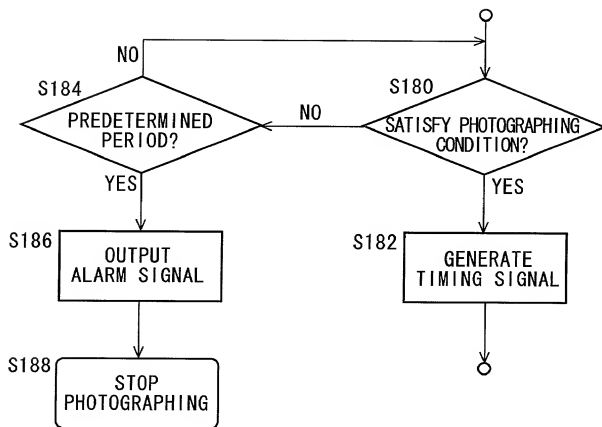 NO
S184
PREDETERMINED
PERIOD?
NO
S180
SATISFY PHOTOGRAPHING
CONDITION?
YES
YES
S186
OUTPUT
ALARM SIGNAL
S182
GENERATE
TIMING SIGNAL
S188
STOP
PHOTOGRAPHING